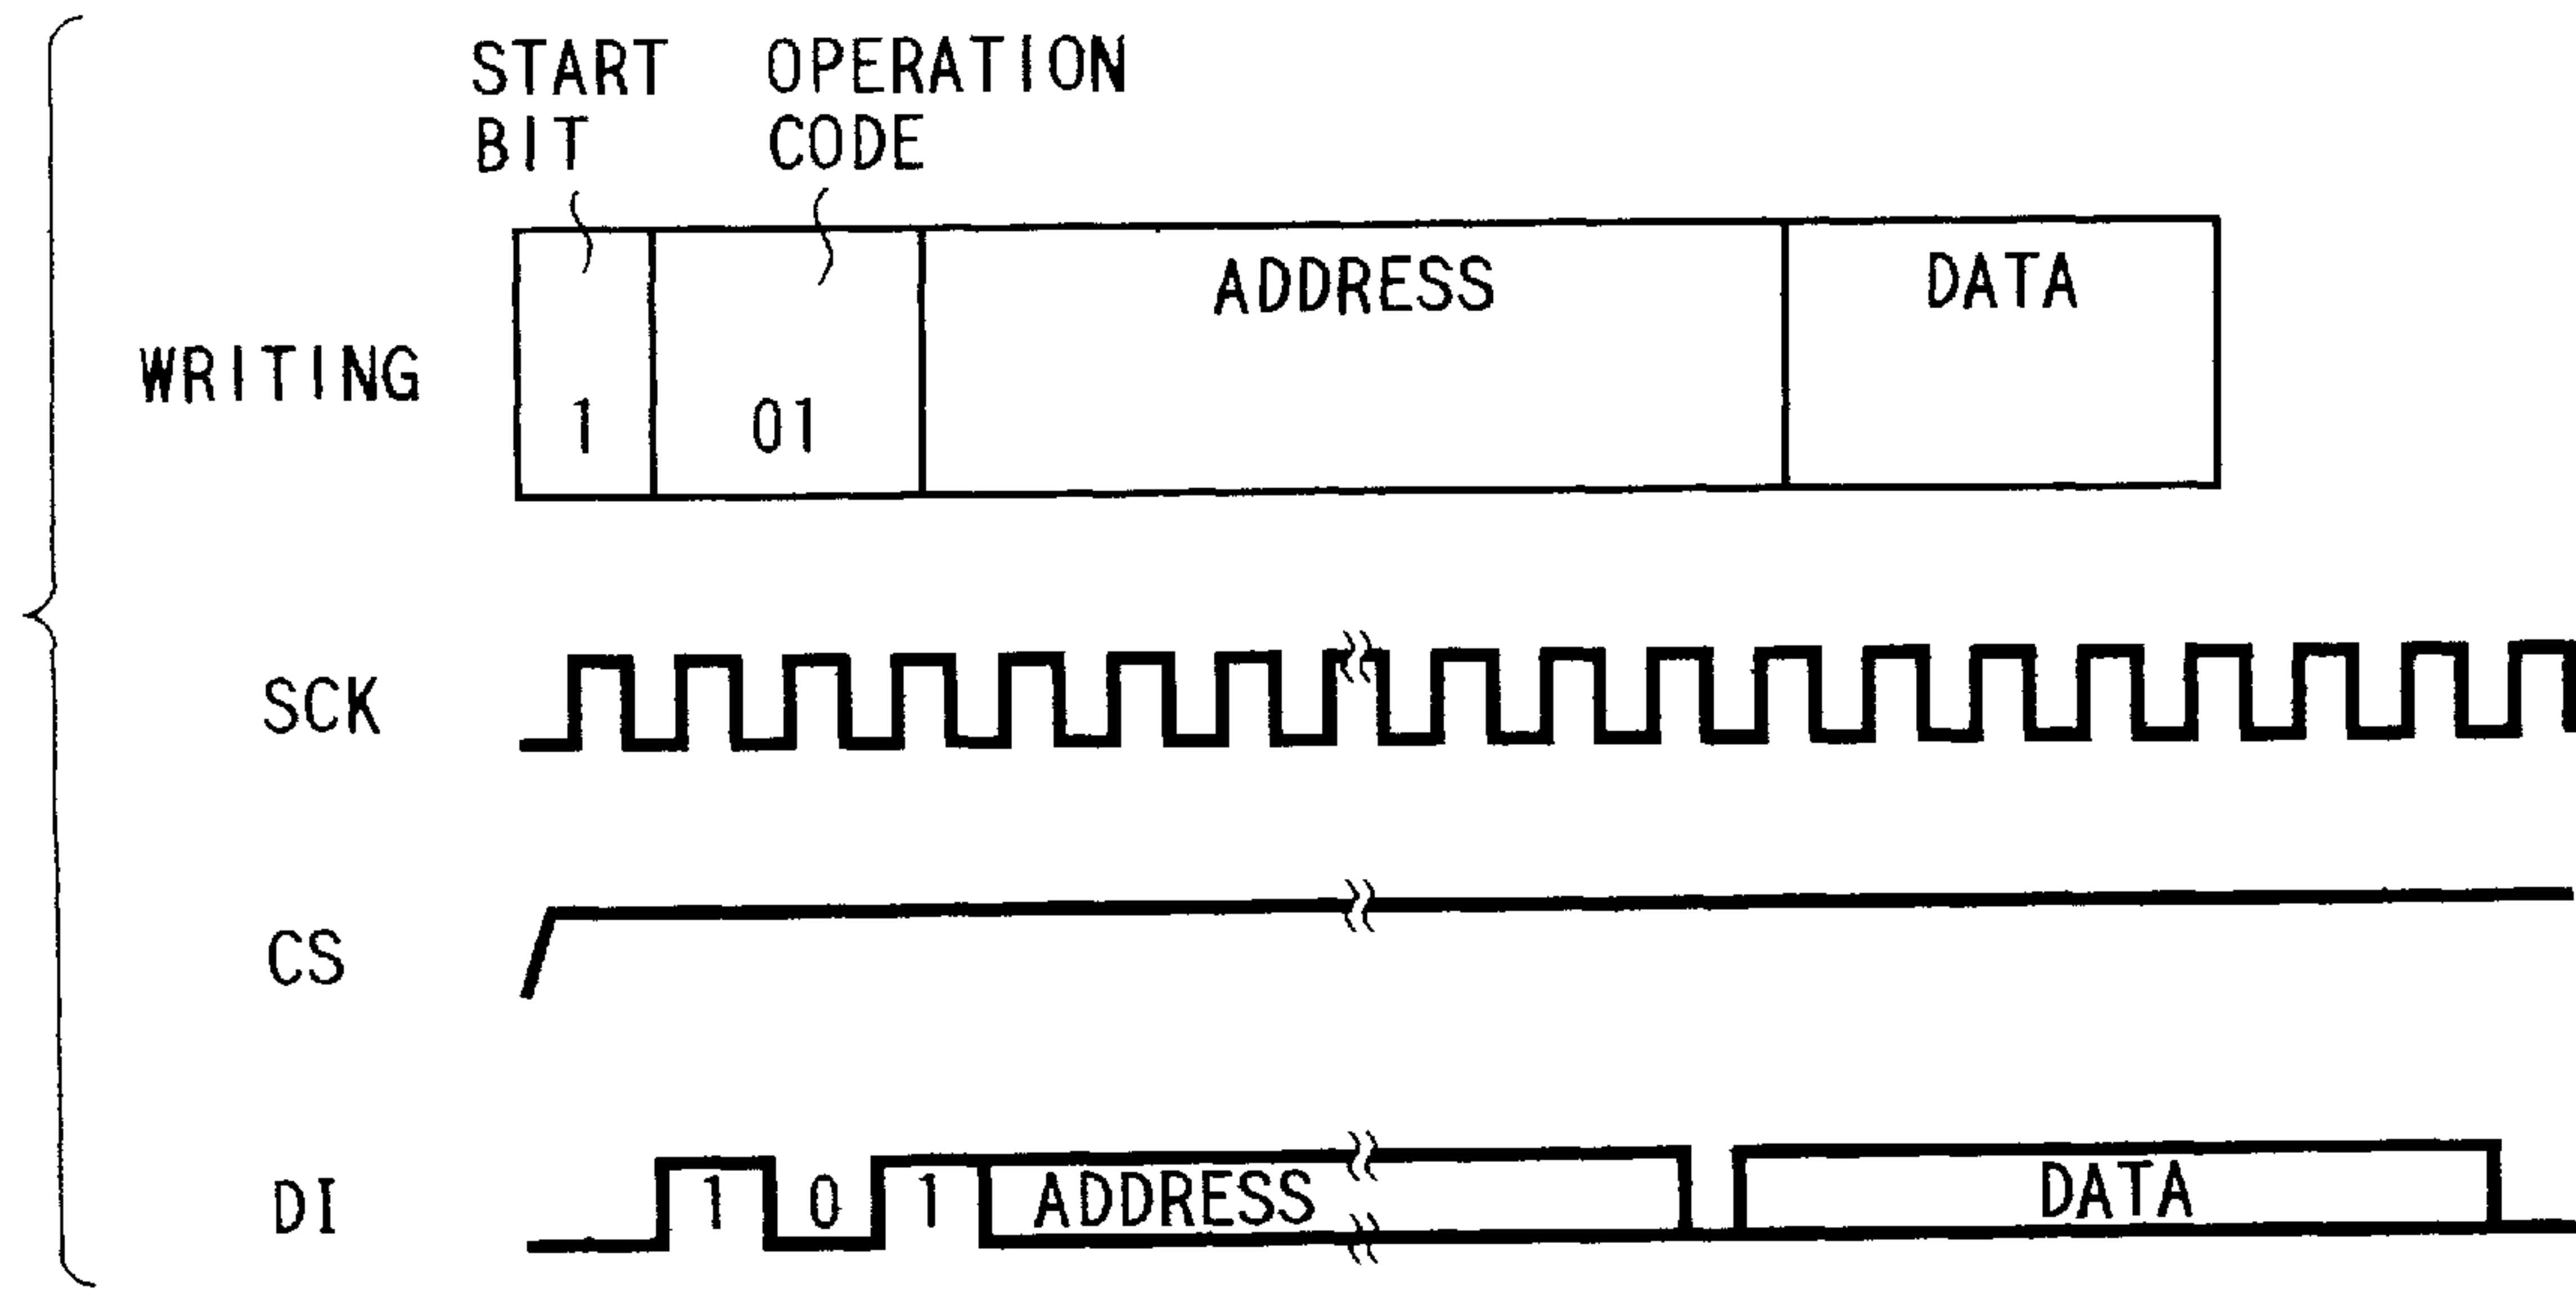 START OPERATION
BIT CODE
ADDRESS DATA
WRITING
1 01
SCK
CS
DI 1 0 1 ADDRESS DATA